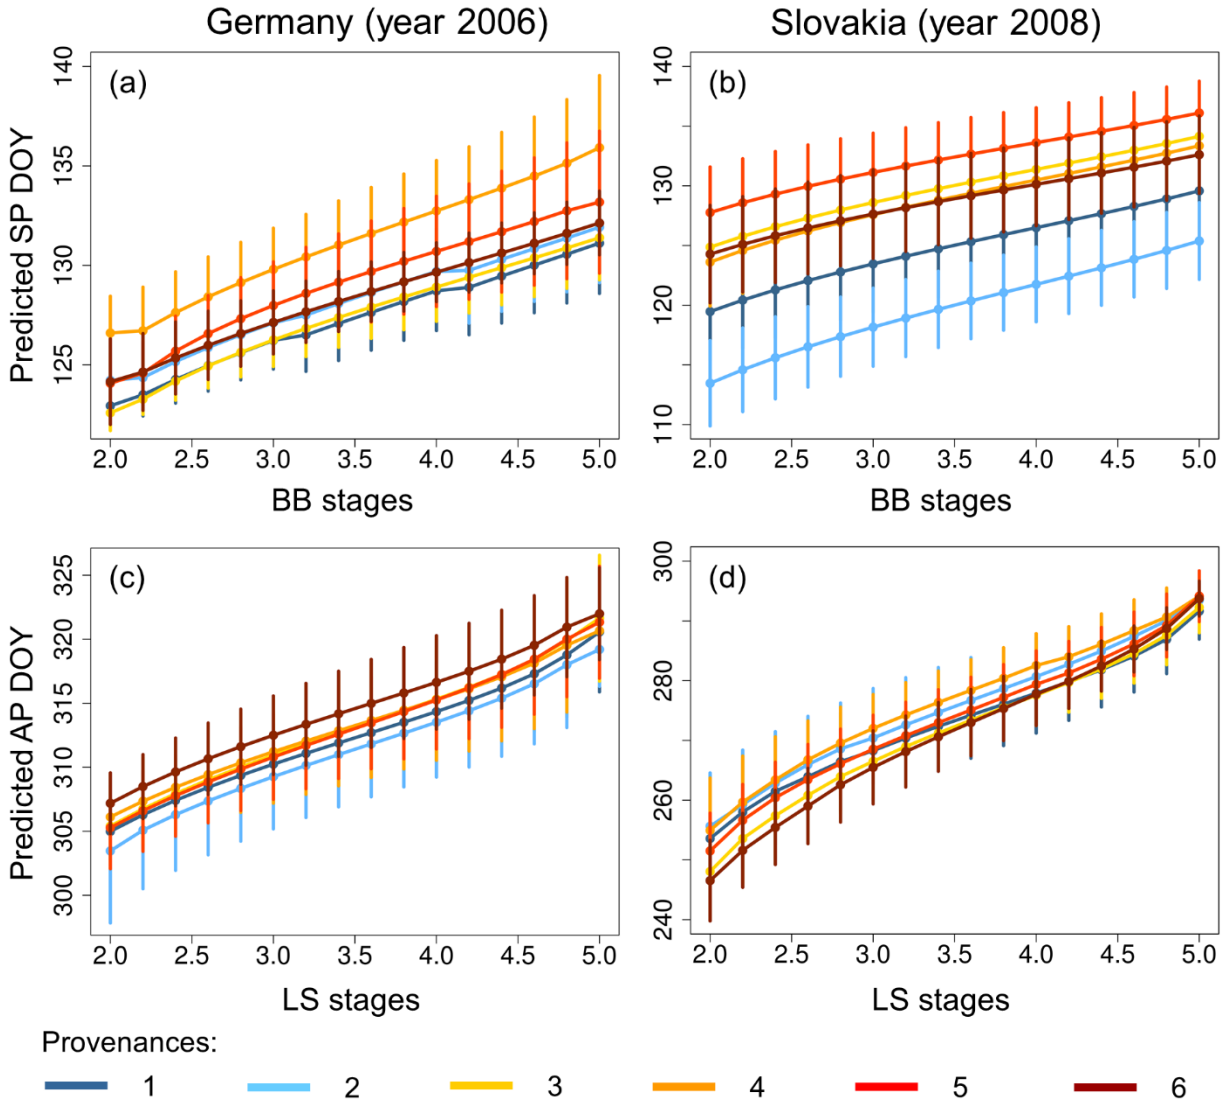 Germany (year 2006)
Slovakia (year 2008)
(a)
Predicted SP DOY
140
135
130
125
2.0 2.5 3.0 3.5 4.0 4.5 5.0
BB stages
(b)
140
130
120
110
2.0 2.5 3.0 3.5 4.0 4.5 5.0
BB stages
(c)
Predicted AP DOY
325
320
315
310
305
300
2.0 2.5 3.0 3.5 4.0 4.5 5.0
LS stages
(d)
300
280
260
240
2.0 2.5 3.0 3.5 4.0 4.5 5.0
LS stages
Provenances:
1 2 3 4 5 6